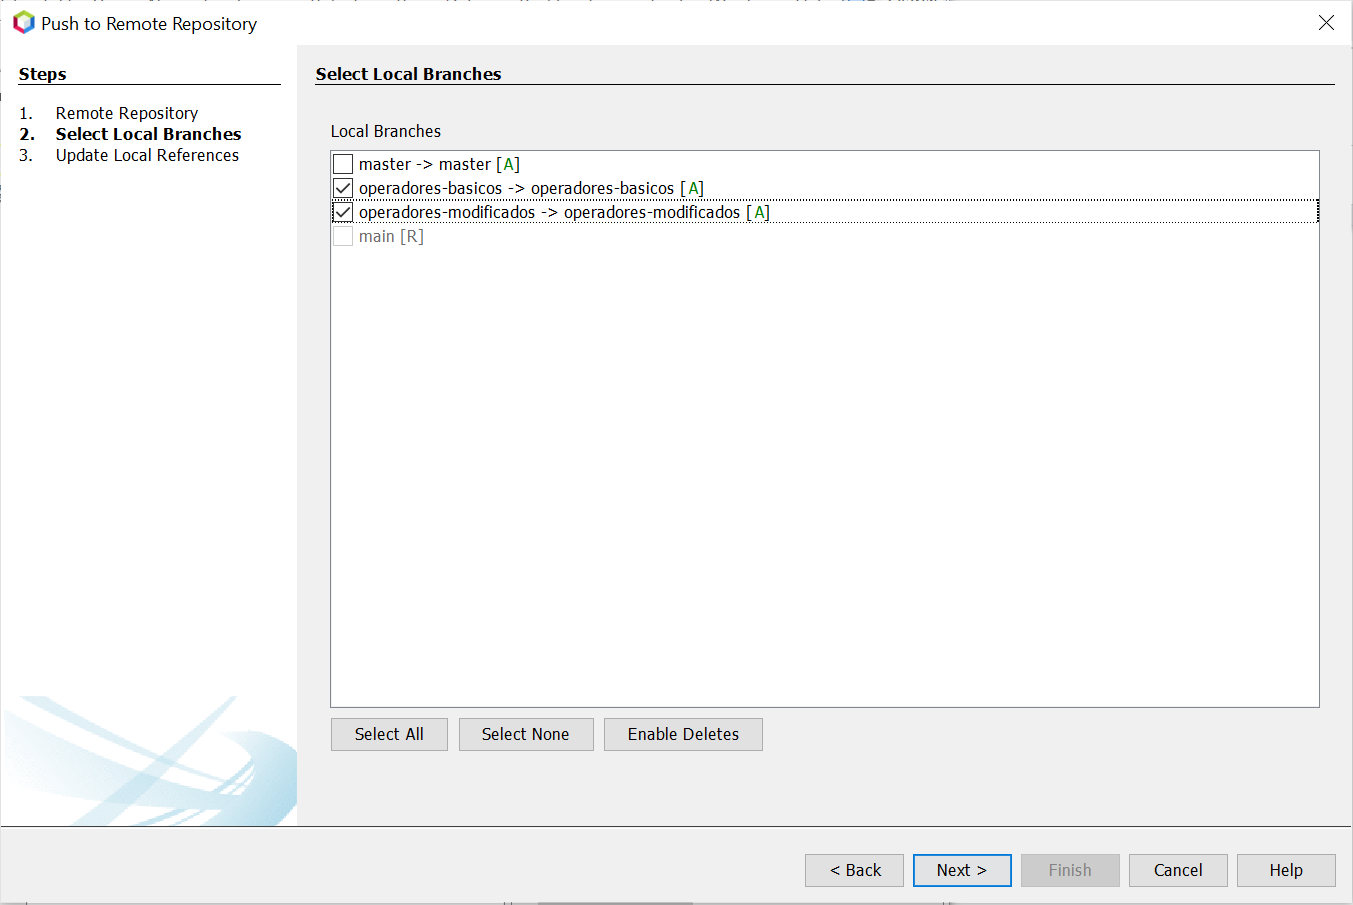 Push to Remote Repository
Steps
1. Remote Repository
2. Select Local Branches
3. Update Local References
Select Local Branches
Local Branches
master -> master [A]
operadores-basicos -> operadores-basicos [A]
operadores-modificados -> operadores-modificados [A]
main [R]
Select All
Select None
Enable Deletes
< Back
Next >
Finish
Cancel
Help